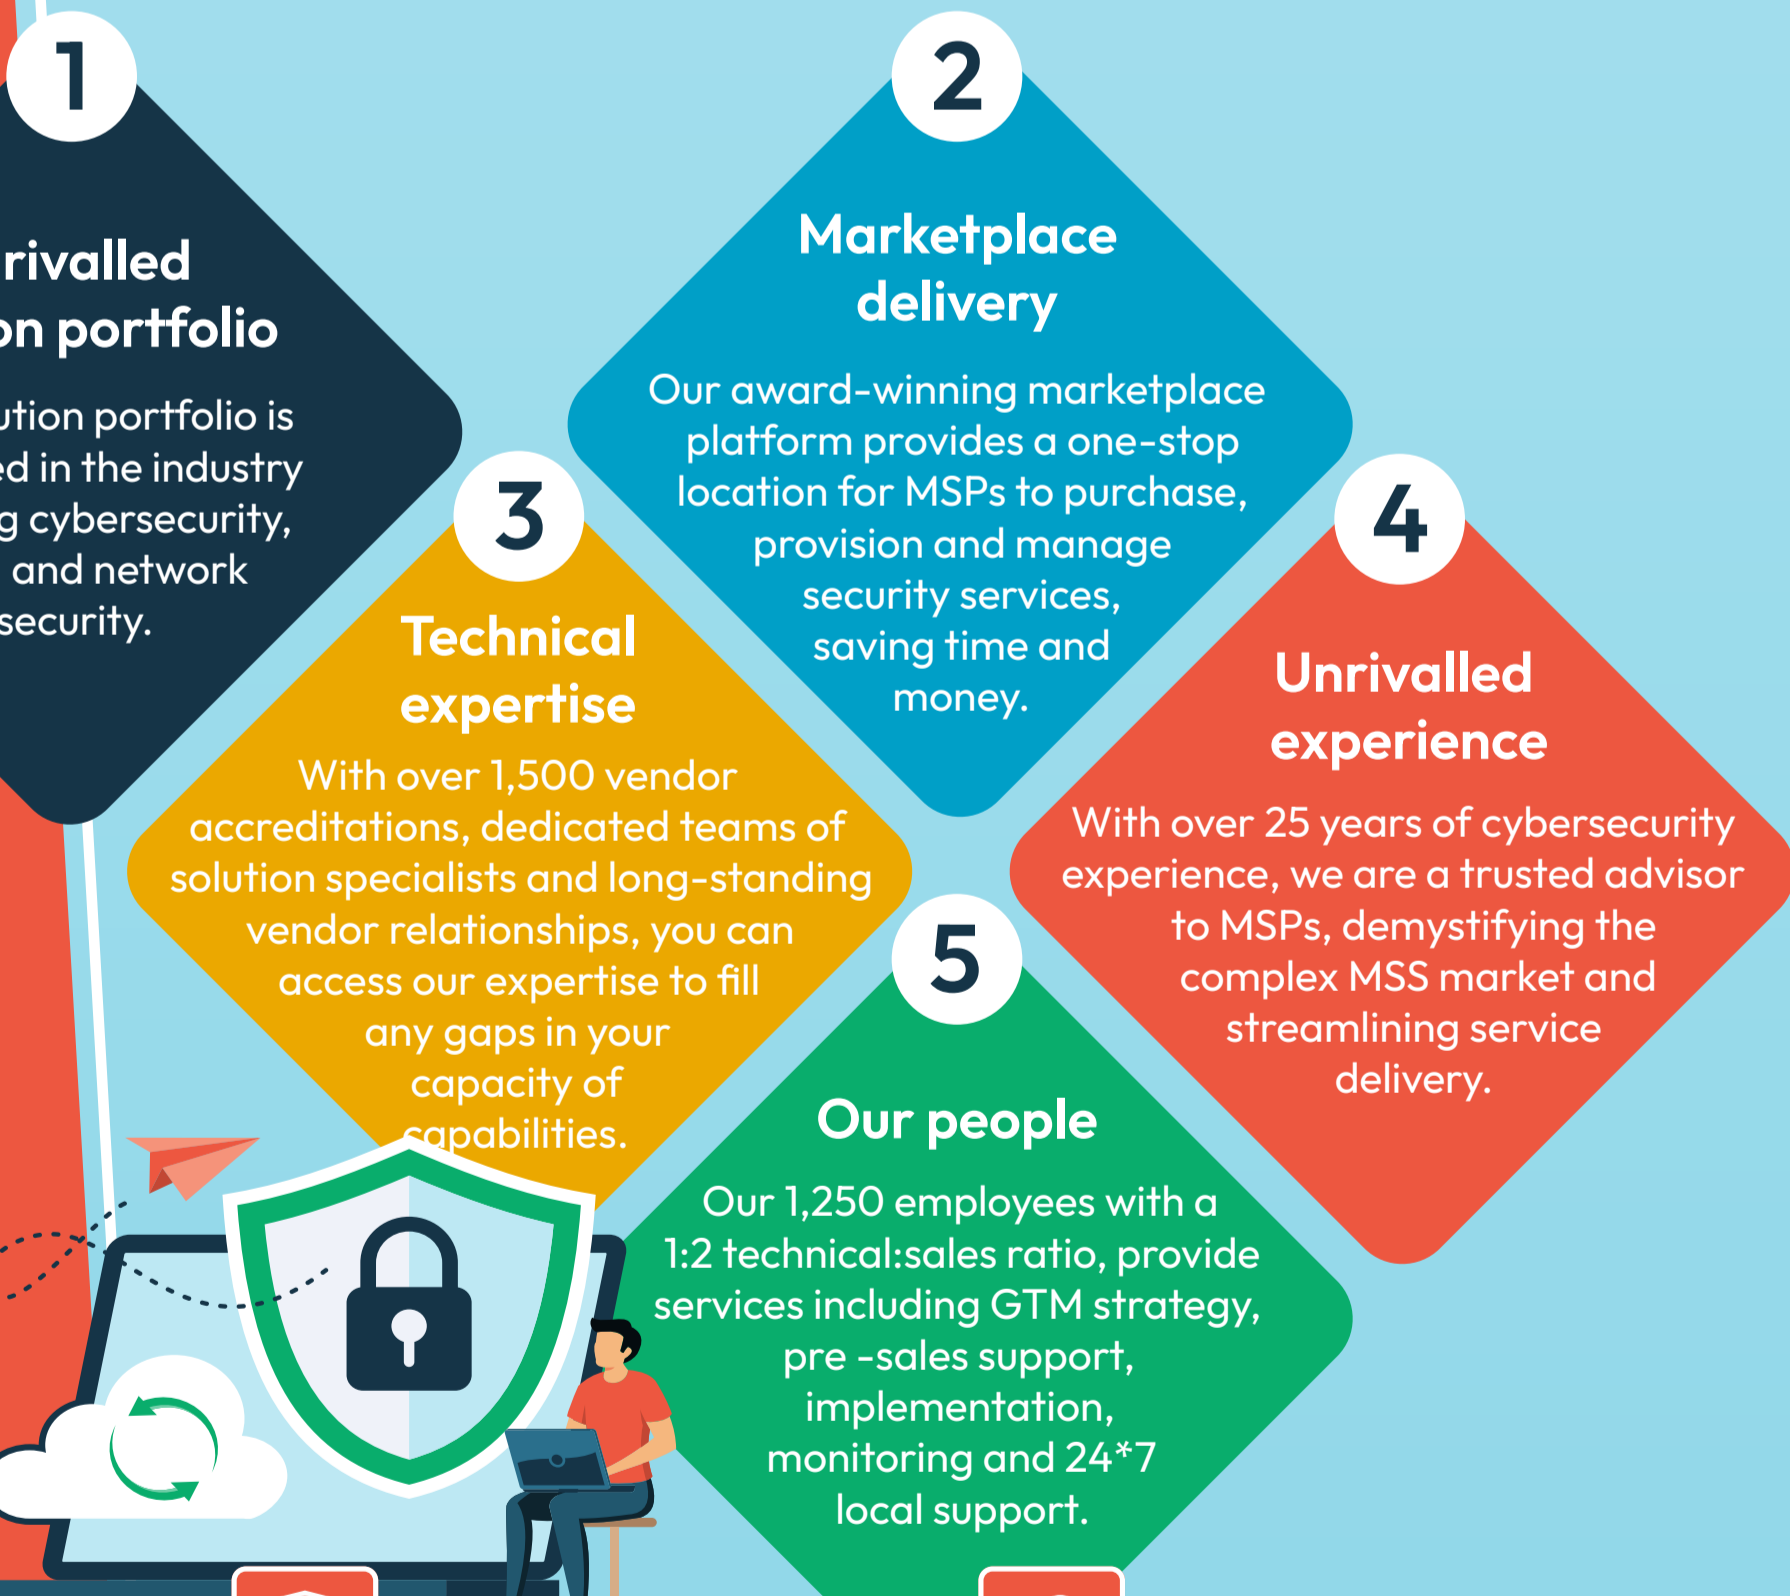 1
rivalled
on portfolio
ution portfolio is
ed in the industry
g cybersecurity,
and network
security.
2
Marketplace
delivery
Our award-winning marketplace
platform provides a one-stop
location for MSPs to purchase,
provision and manage
security services,
saving time and
money.
3
Technical
expertise
With over 1,500 vendor
accreditations, dedicated teams of
solution specialists and long-standing
vendor relationships, you can
access our expertise to fill
any gaps in your
capacity of
capabilities.
4
Unrivalled
experience
With over 25 years of cybersecurity
experience, we are a trusted advisor
to MSPs, demystifying the
complex MSS market and
streamlining service
delivery.
5
Our people
Our 1,250 employees with a
1:2 technical:sales ratio, provide
services including GTM strategy,
pre -sales support,
implementation,
monitoring and 24*7
local support.